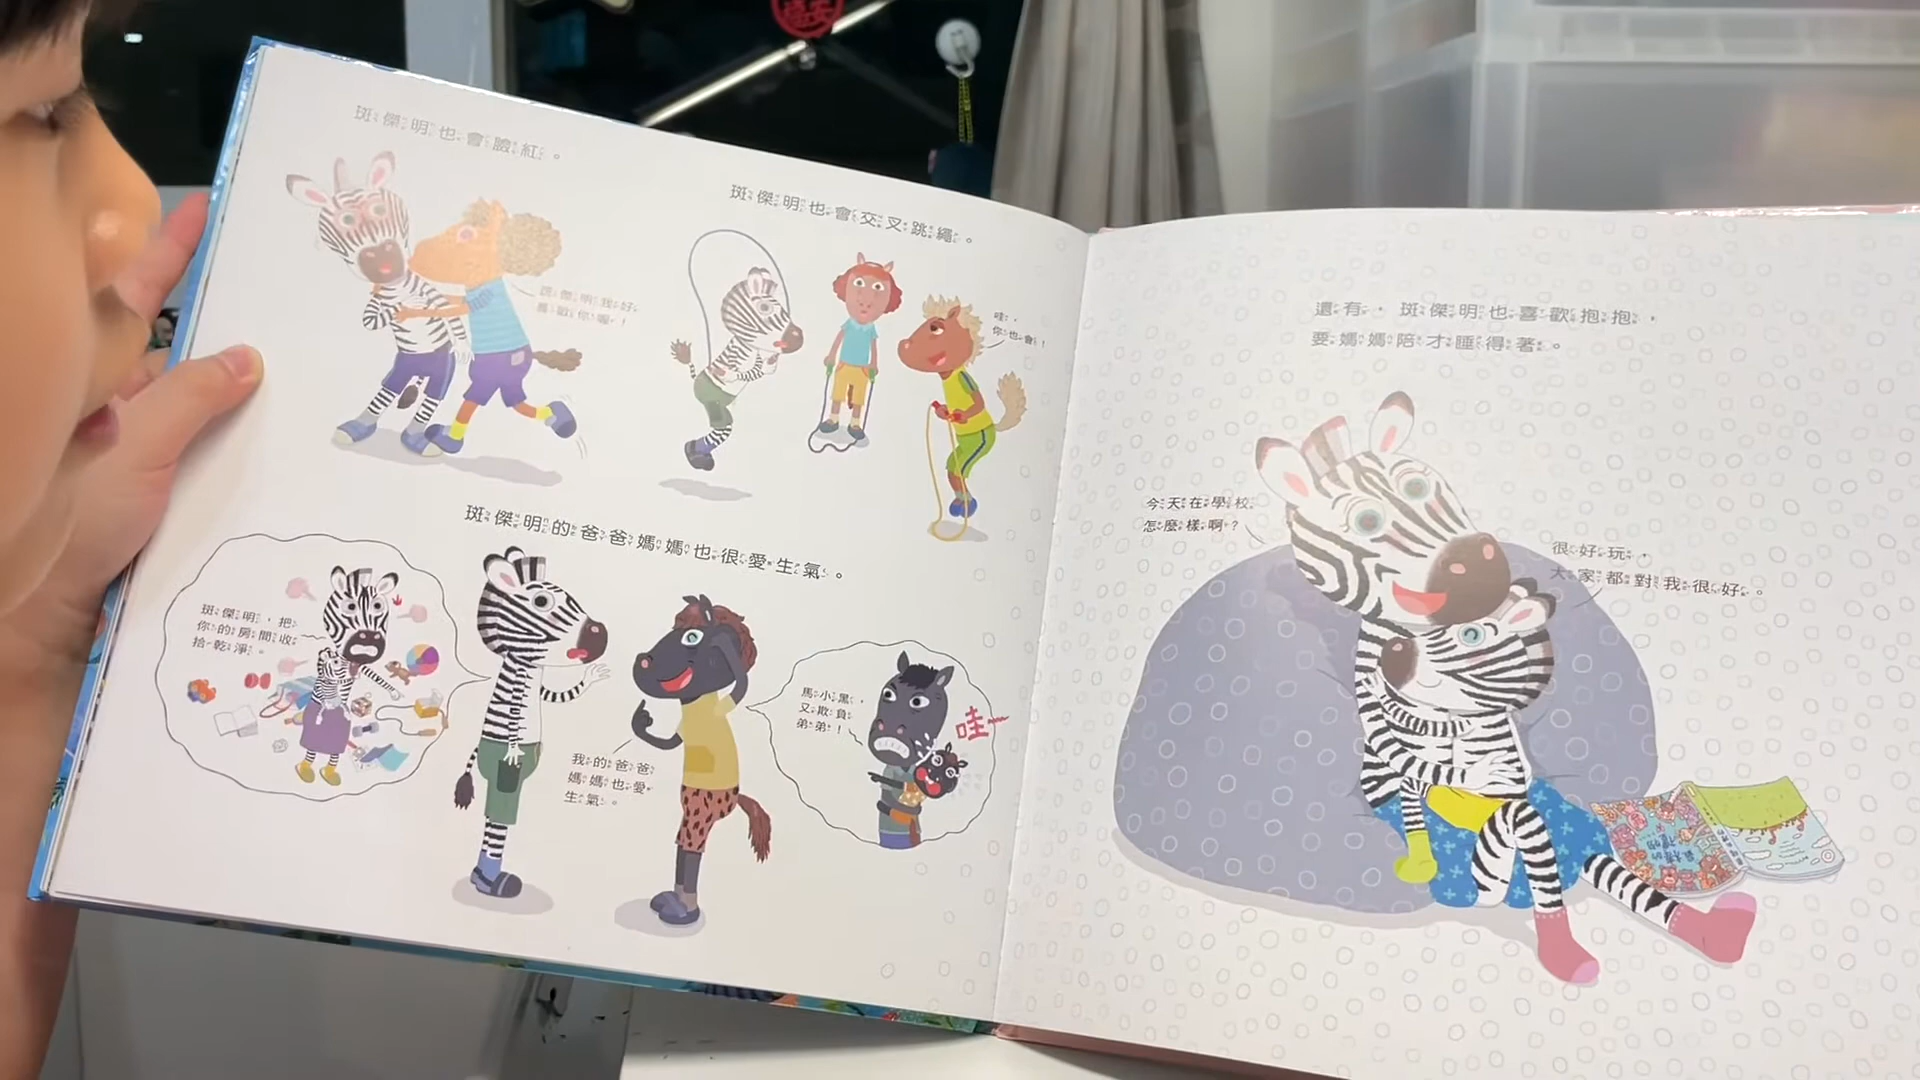 斑傑明也會臉紅。
斑傑明我好
喜歡你喔！
斑傑明也會交叉跳繩。
哇，
你也會！
斑傑明的爸爸媽媽也很愛生氣。
斑傑明，把
你的房間收
拾乾淨。
我的爸爸
媽媽也愛
生氣。
馬小黑，
又欺負
弟弟！
哇~
還有，斑傑明也喜歡抱抱，
要媽媽陪才睡得著。
今天在學校
怎麼樣啊？
很好玩，
大家都對我很好。